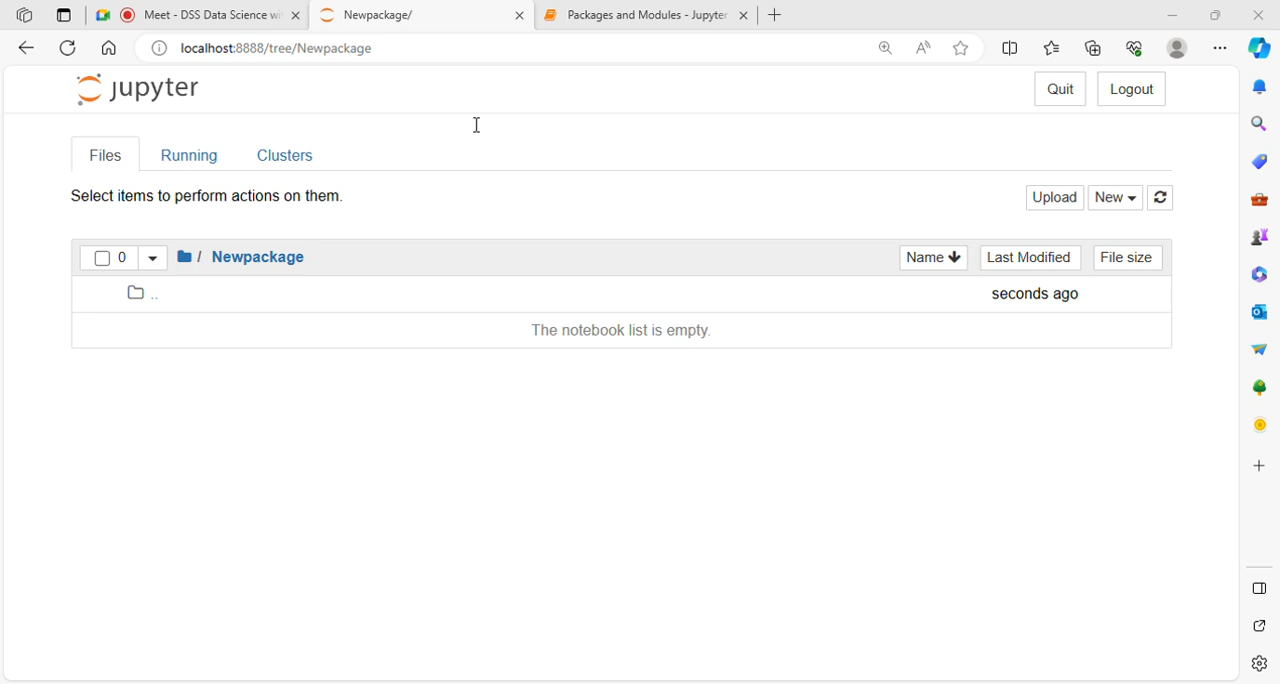 Meet - DSS Data Science wi
Newpackage/
Packages and Modules - Jupyter
localhost:8888/tree/Newpackage
jupyter
Quit
Logout
Files
Running
Clusters
Select items to perform actions on them.
Upload
New
0
/ Newpackage
Name
Last Modified
File size
..
seconds ago
The notebook list is empty.